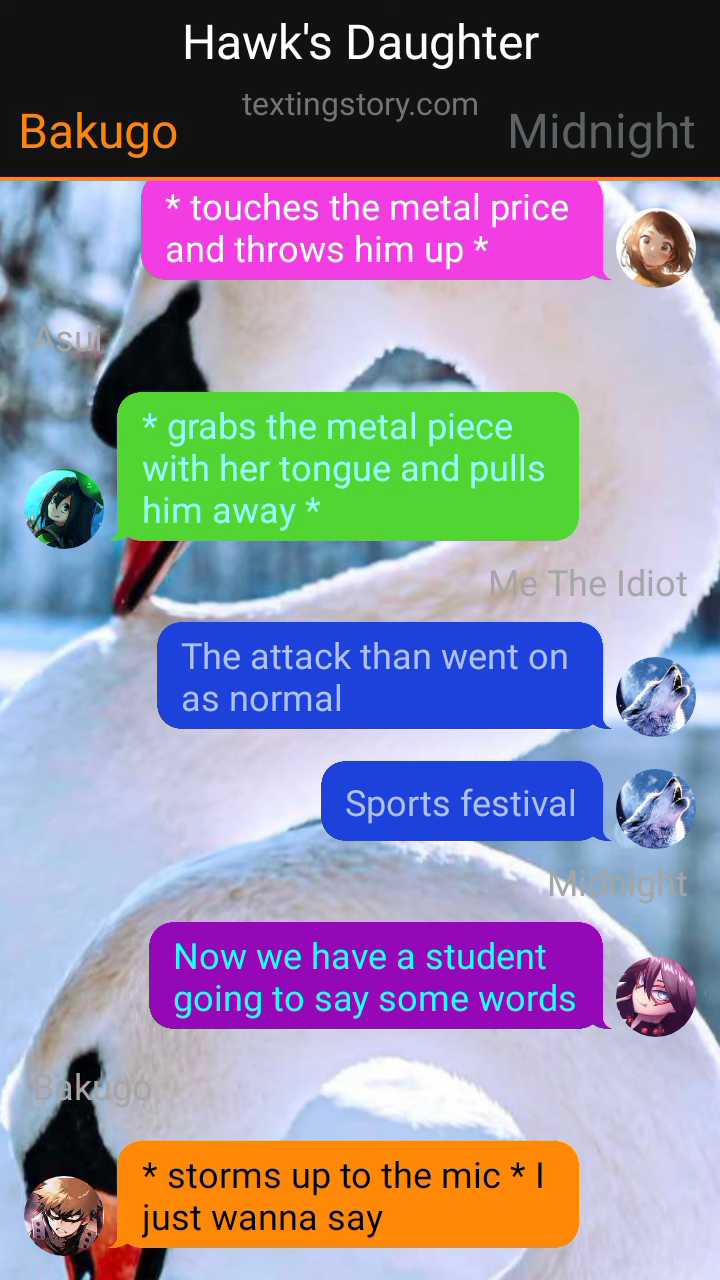 Hawk's Daughter
textingstory.com
Bakugo
Midnight
* touches the metal price
and throws him up *
Asui
* grabs the metal piece
with her tongue and pulls
him away *
Me The Idiot
The attack than went on
as normal
Sports festival
Midnight
Now we have a student
going to say some words
Bakugo
* storms up to the mic * I
just wanna say